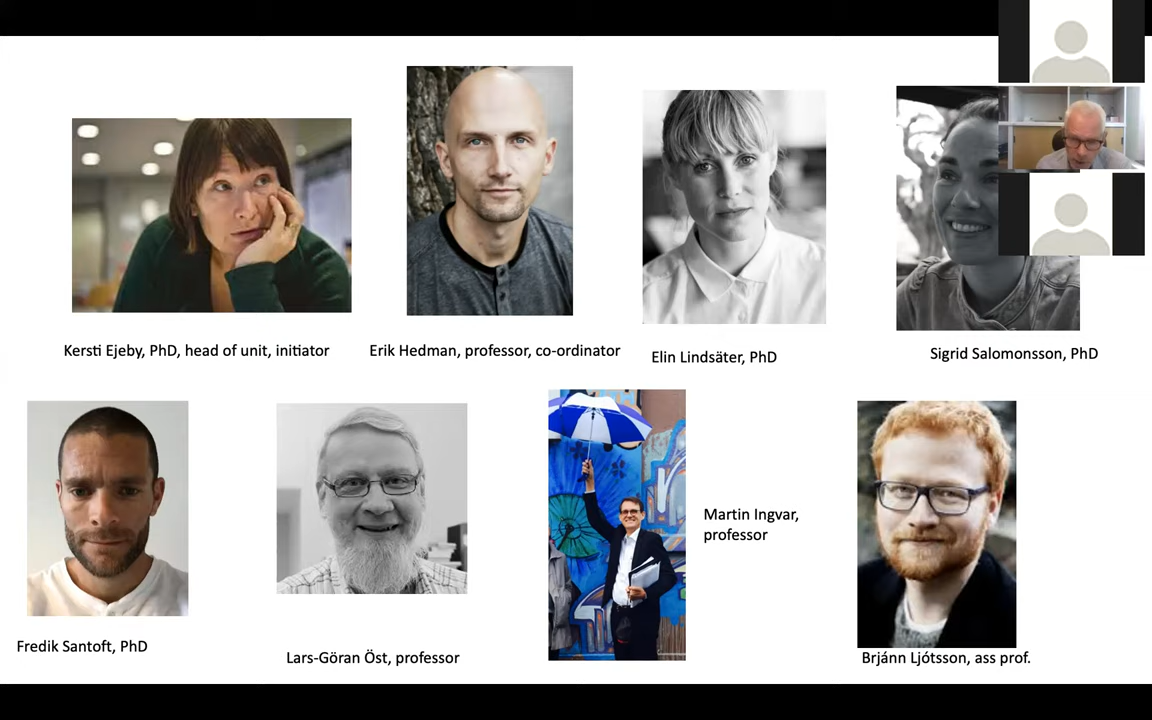 Kersti Ejeby, PhD, head of unit, initiator
Erik Hedman, professor, co-ordinator
Elin Lindsäter, PhD
Sigrid Salomonsson, PhD
Fredik Santoft, PhD
Lars-Göran Öst, professor
Martin Ingvar,
professor
Brjánn Ljótsson, ass prof.